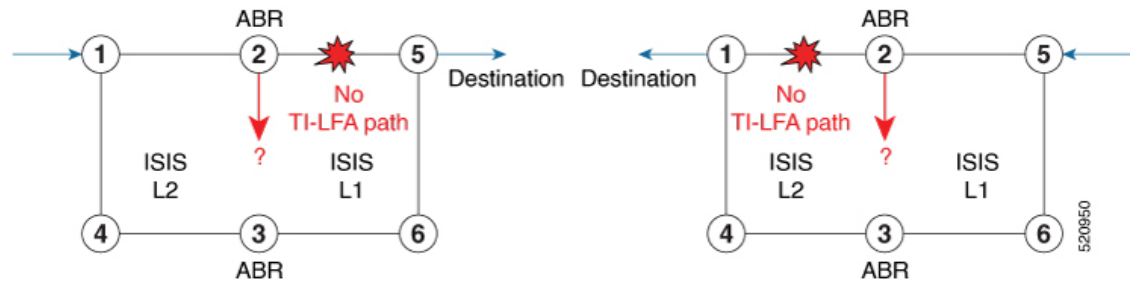 ABR
1
2
5
Destination
No
TI-LFA path
?
ISIS
L2
ISIS
L1
4
3
6
ABR
ABR
1
2
5
Destination
No
TI-LFA path
?
ISIS
L2
ISIS
L1
4
3
6
ABR
520950